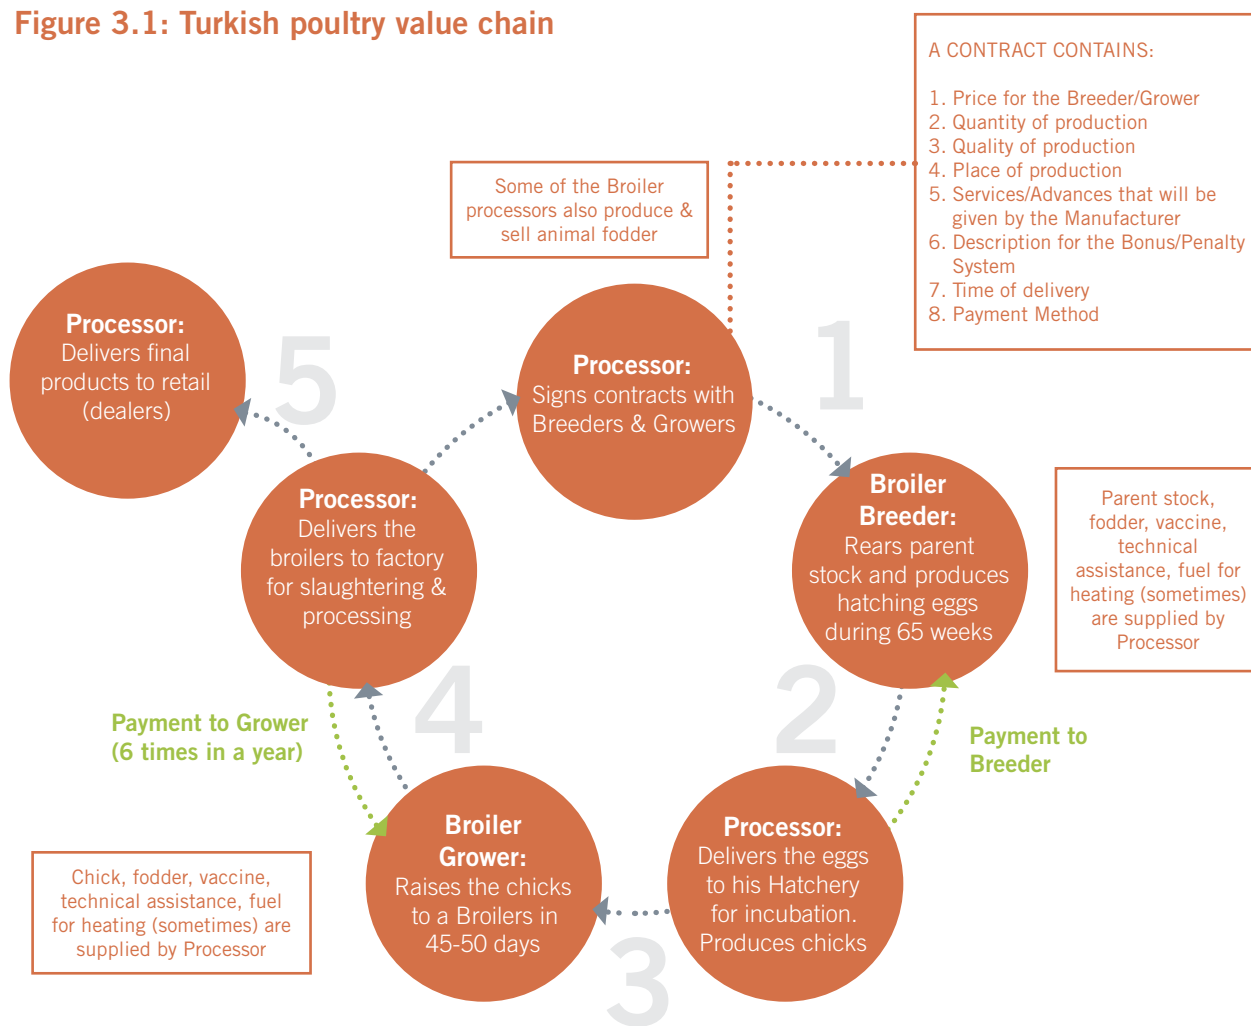 Figure 3.1: Turkish poultry value chain
A CONTRACT CONTAINS:
1. Price for the Breeder/Grower
2. Quantity of production
3. Quality of production
4. Place of production
5. Services/Advances that will be
given by the Manufacturer
6. Description for the Bonus/Penalty
System
7. Time of delivery
8. Payment Method
Some of the Broiler
processors also produce &
sell animal fodder
Processor:
Signs contracts with
Breeders & Growers
1
Broiler
Breeder:
Rears parent
stock and produces
hatching eggs
during 65 weeks
Parent stock,
fodder, vaccine,
technical
assistance, fuel for
heating (sometimes)
are supplied by
Processor
2
Payment to
Breeder
Processor:
Delivers the eggs
to his Hatchery
for incubation.
Produces chicks
3
Broiler
Grower:
Raises the chicks
to a Broilers in
45-50 days
Chick, fodder, vaccine,
technical assistance, fuel
for heating (sometimes) are
supplied by Processor
4
Payment to Grower
(6 times in a year)
Processor:
Delivers the
broilers to factory
for slaughtering &
processing
5
Processor:
Delivers final
products to retail
(dealers)